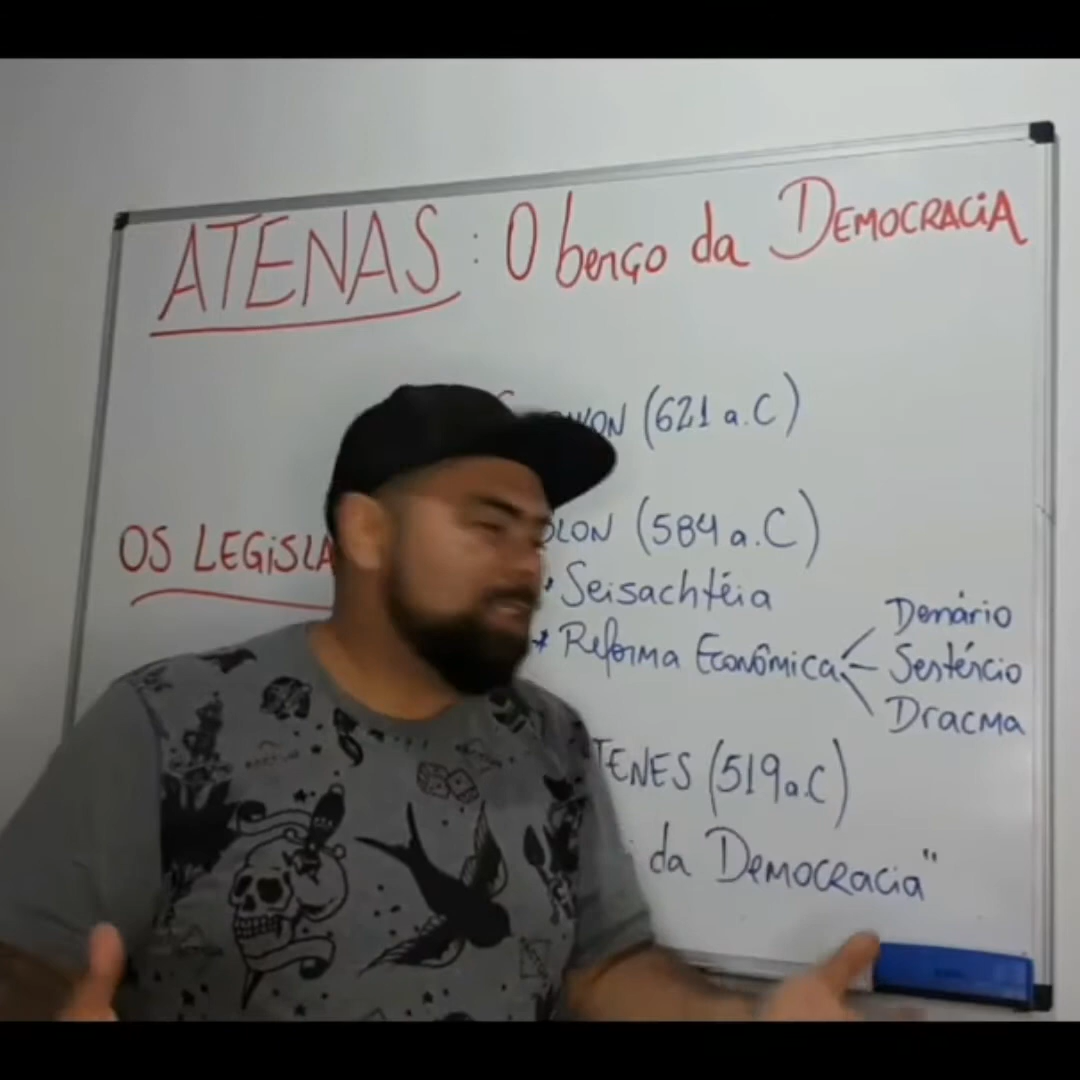 ATENAS: O berço da DEMOCRACIA
(621 a.C)
OS LEGISLA
OLON (584 a.C)
* Seisachtéia
* Reforma Econômica
Denário
Sestércio
Dracma
TENES (519 a.C)
da DEMOCRACIA"